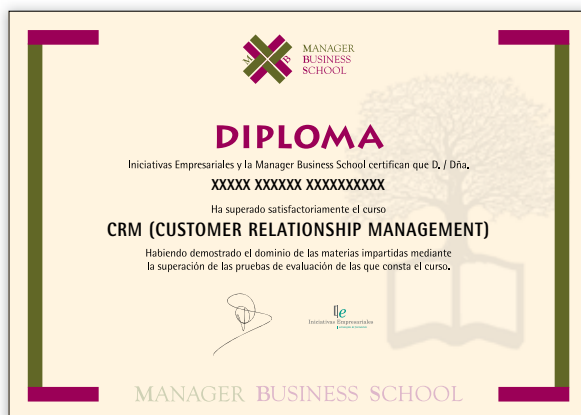 M B
MANAGER
BUSINESS
SCHOOL
DIPLOMA
Iniciativas Empresariales y la Manager Business School certifican que D. / Dña.
XXXXX XXXXXX XXXXXXXXXX
Ha superado satisfactoriamente el curso
CRM (CUSTOMER RELATIONSHIP MANAGEMENT)
Habiendo demostrado el dominio de las materias impartidas mediante
la superación de las pruebas de evaluación de las que consta el curso.
Ie
Iniciativas Empresariales
MANAGER BUSINESS SCHOOL